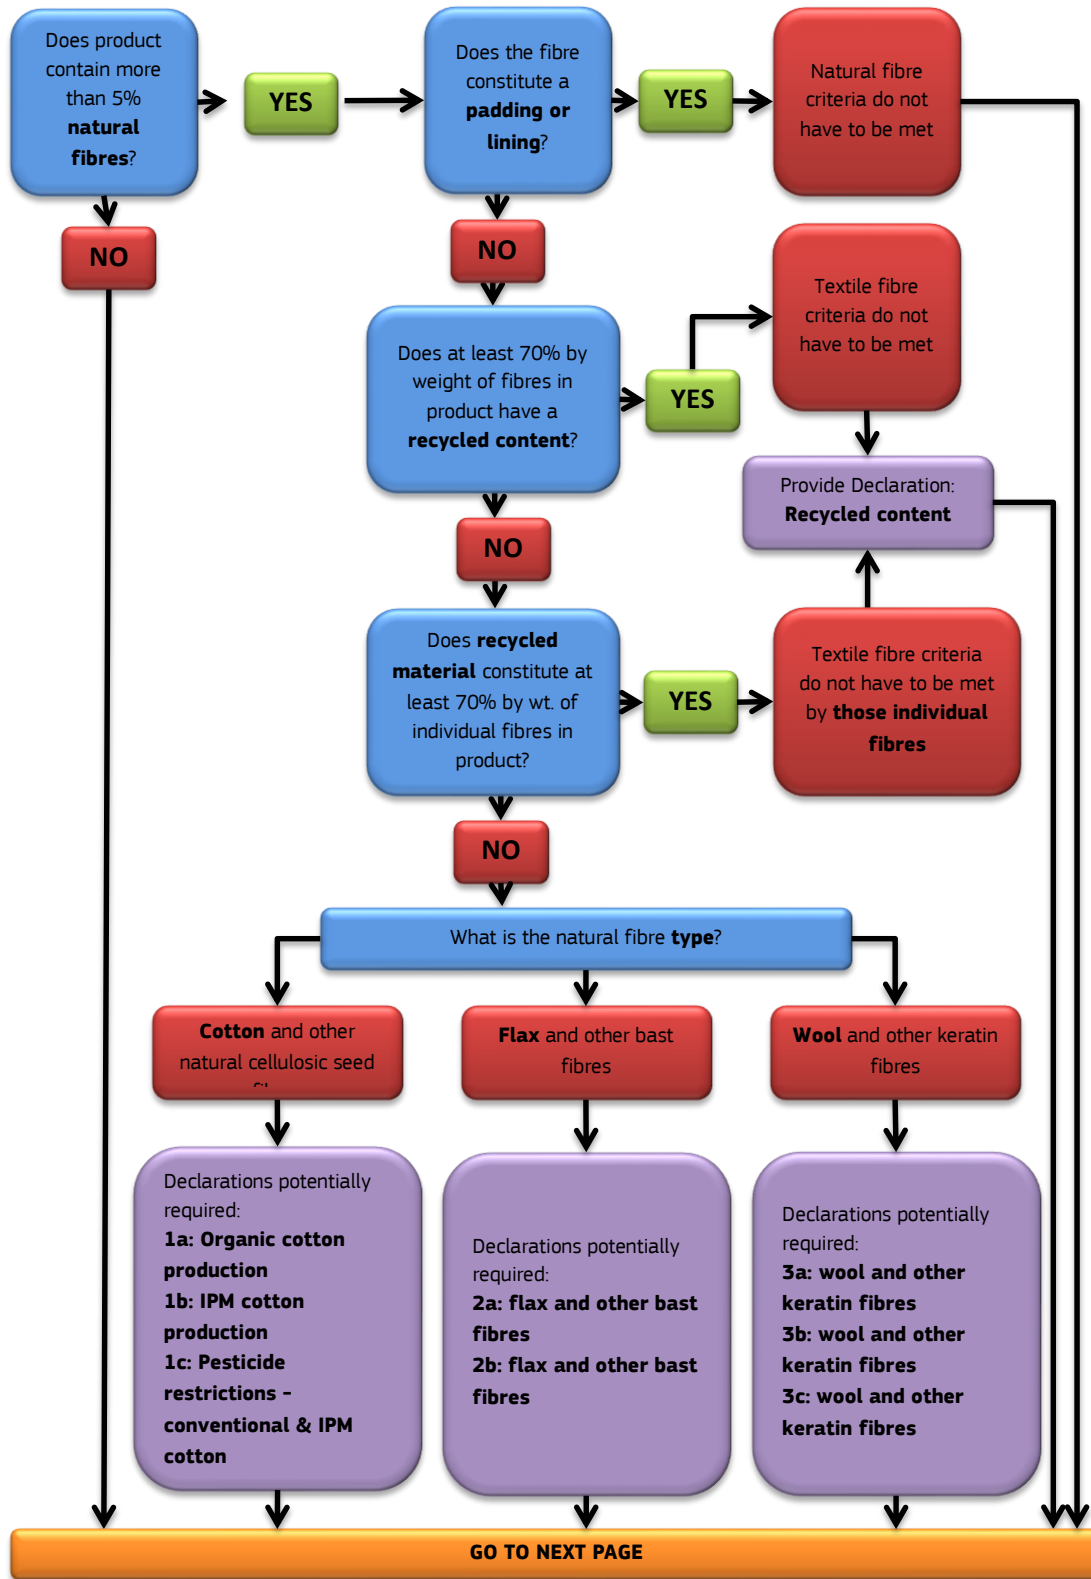 Does product
contain more
than 5%
natural
fibres?
YES
Does the fibre
constitute a
padding or
lining?
YES
Natural fibre
criteria do not
have to be met
NO
NO
Textile fibre
criteria do not
have to be met
Does at least 70% by
weight of fibres in
product have a
recycled content?
YES
Provide Declaration:
Recycled content
NO
Does recycled
material constitute at
least 70% by wt. of
individual fibres in
product?
YES
Textile fibre criteria
do not have to be met
by those individual
fibres
NO
What is the natural fibre type?
Cotton and other
natural cellulosic seed
Flax and other bast
fibres
Wool and other keratin
fibres
Declarations potentially
required:
1a: Organic cotton
production
1b: IPM cotton
production
1c: Pesticide
restrictions -
conventional & IPM
cotton
Declarations potentially
required:
2a: flax and other bast
fibres
2b: flax and other bast
fibres
Declarations potentially
required:
3a: wool and other
keratin fibres
3b: wool and other
keratin fibres
3c: wool and other
keratin fibres
GO TO NEXT PAGE